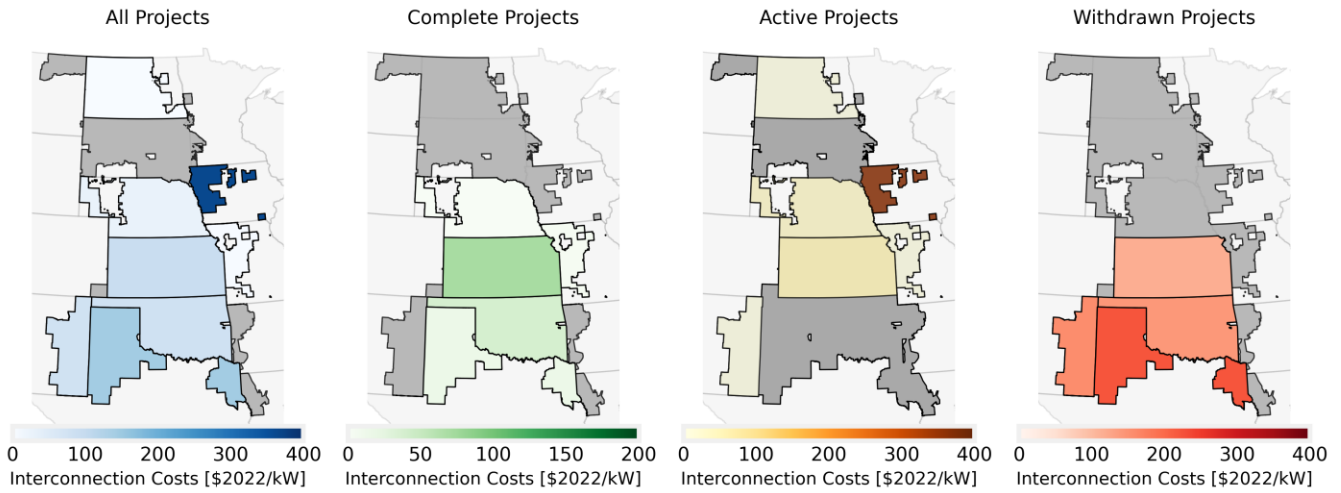 All Projects
Complete Projects
Active Projects
Withdrawn Projects
0 100 200 300 400
0 50 100 150 200
0 100 200 300 400
0 100 200 300 400
Interconnection Costs [$2022/kW]
Interconnection Costs [$2022/kW]
Interconnection Costs [$2022/kW]
Interconnection Costs [$2022/kW]